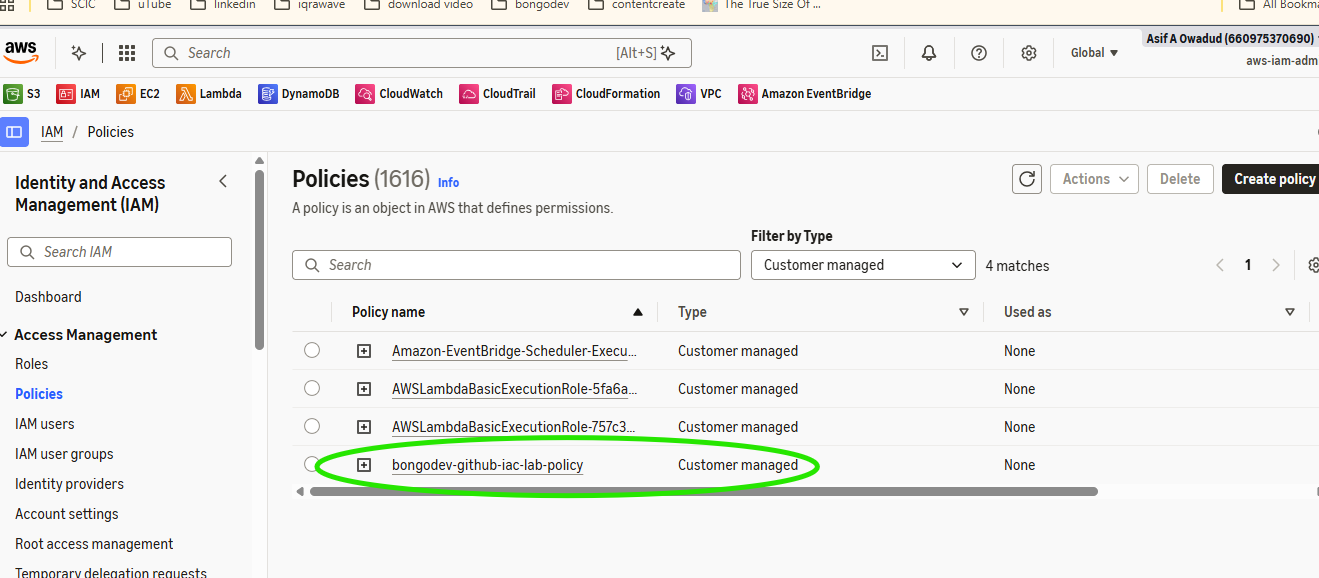 SCIC uTube linkedin iqrawave download video bongodev contentcreate The True Size Of ... All Bookma
aws Search [Alt+S] Global Asif A Owadud (660975370690)
aws-iam-adm
S3 IAM EC2 Lambda DynamoDB CloudWatch CloudTrail CloudFormation VPC Amazon EventBridge
IAM / Policies
Identity and Access
Management (IAM)
Search IAM
Dashboard
Access Management
Roles
Policies
IAM users
IAM user groups
Identity providers
Account settings
Root access management
Temporary delegation requests
Policies (1616) Info
Actions Delete Create policy
A policy is an object in AWS that defines permissions.
Filter by Type
Search Customer managed 4 matches 1
Policy name Type Used as
Amazon-EventBridge-Scheduler-Execu... Customer managed None
AWSLambdaBasicExecutionRole-5fa6a... Customer managed None
AWSLambdaBasicExecutionRole-757c3... Customer managed None
bongodev-github-iac-lab-policy Customer managed None